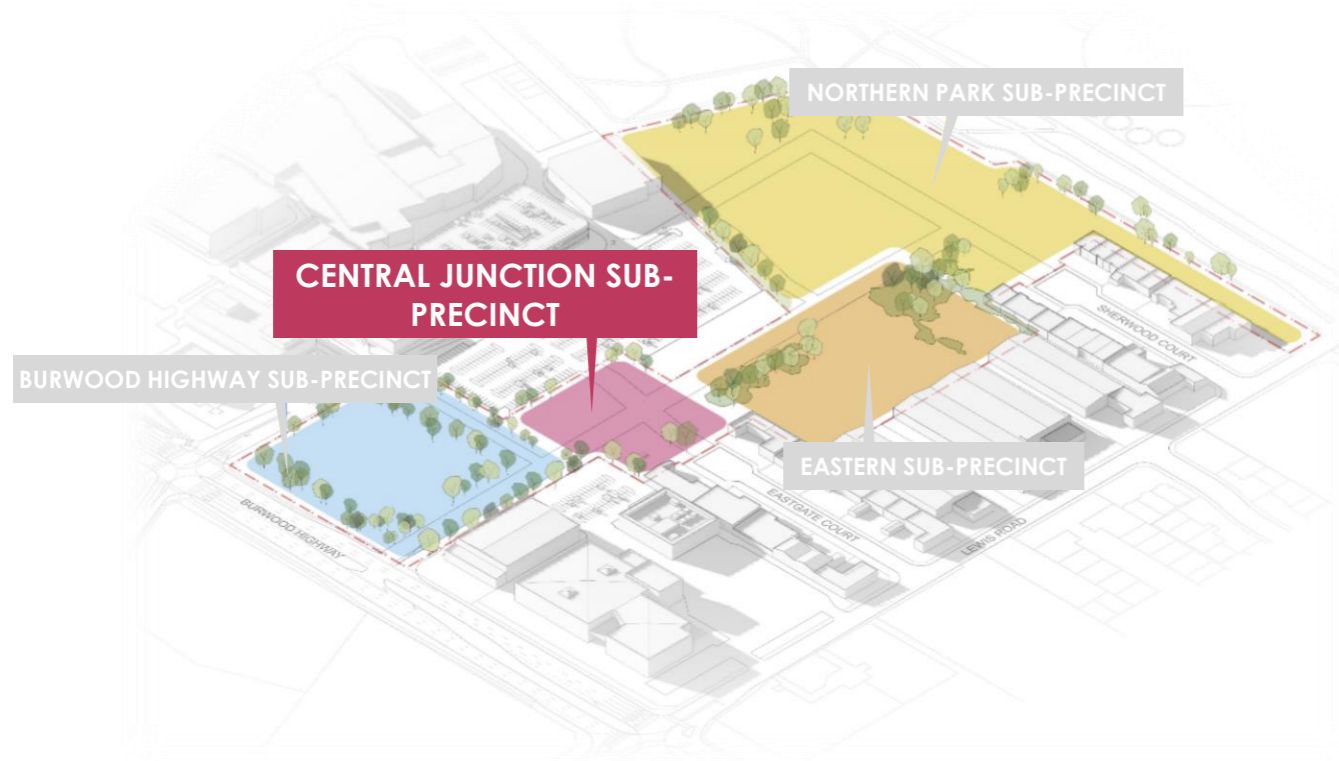 NORTHERN PARK SUB-PRECINCT
CENTRAL JUNCTION SUB-
PRECINCT
SHERWOOD COURT
BURWOOD HIGHWAY SUB-PRECINCT
EASTERN SUB-PRECINCT
EASTGATE COURT
BURWOOD HIGHWAY
LEWIS ROAD